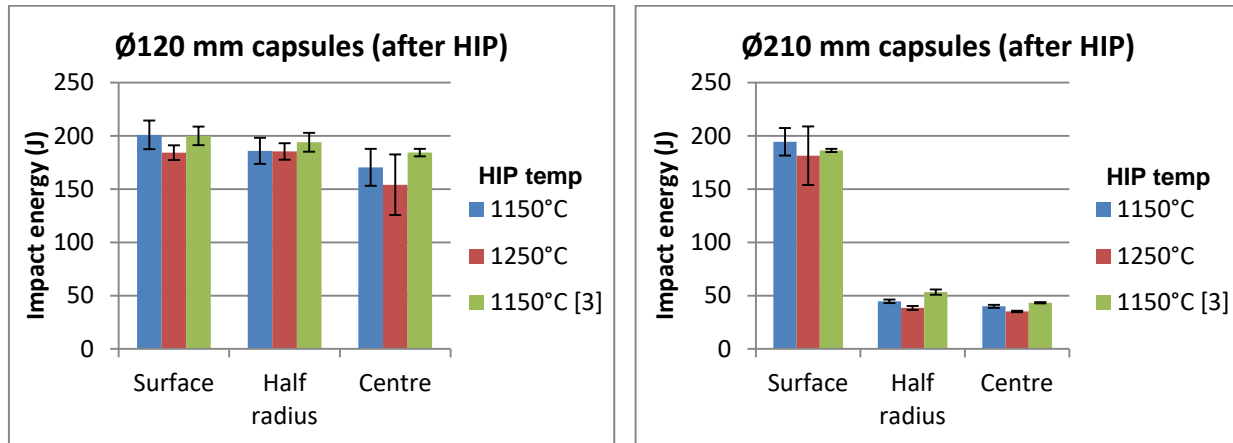 Ø120 mm capsules (after HIP)
Impact energy (J)
250
200
150
100
50
0
Surface
Half
radius
Centre
HIP temp
1150°C
1250°C
1150°C [3]
Ø210 mm capsules (after HIP)
Impact energy (J)
250
200
150
100
50
0
Surface
Half
radius
Centre
HIP temp
1150°C
1250°C
1150°C [3]